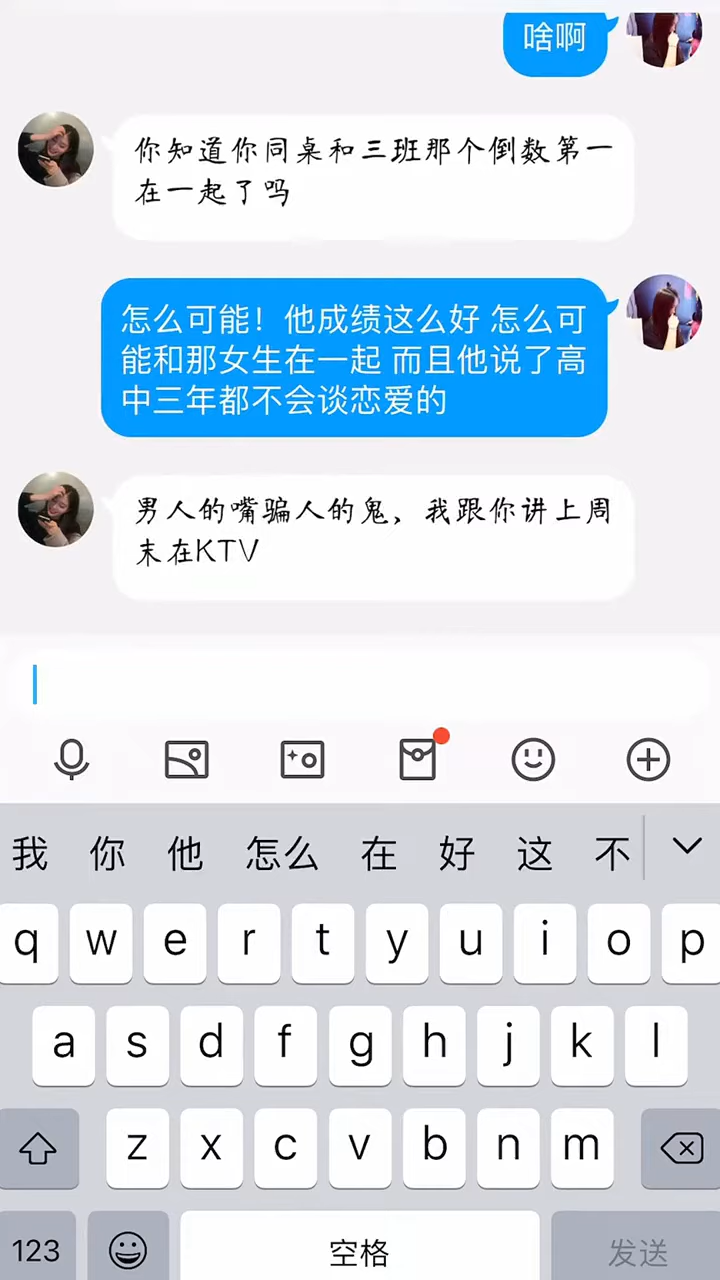 啥啊
你知道你同桌和三班那个倒数第一
在一起了吗
怎么可能！他成绩这么好 怎么可
能和那女生在一起 而且他说了高
中三年都不会谈恋爱的
男人的嘴骗人的鬼，我跟你讲上周
末在KTV
我 你 他 怎么 在 好 这 不
q w e r t y u i o p
a s d f g h j k l
z x c v b n m
123 空格 发送